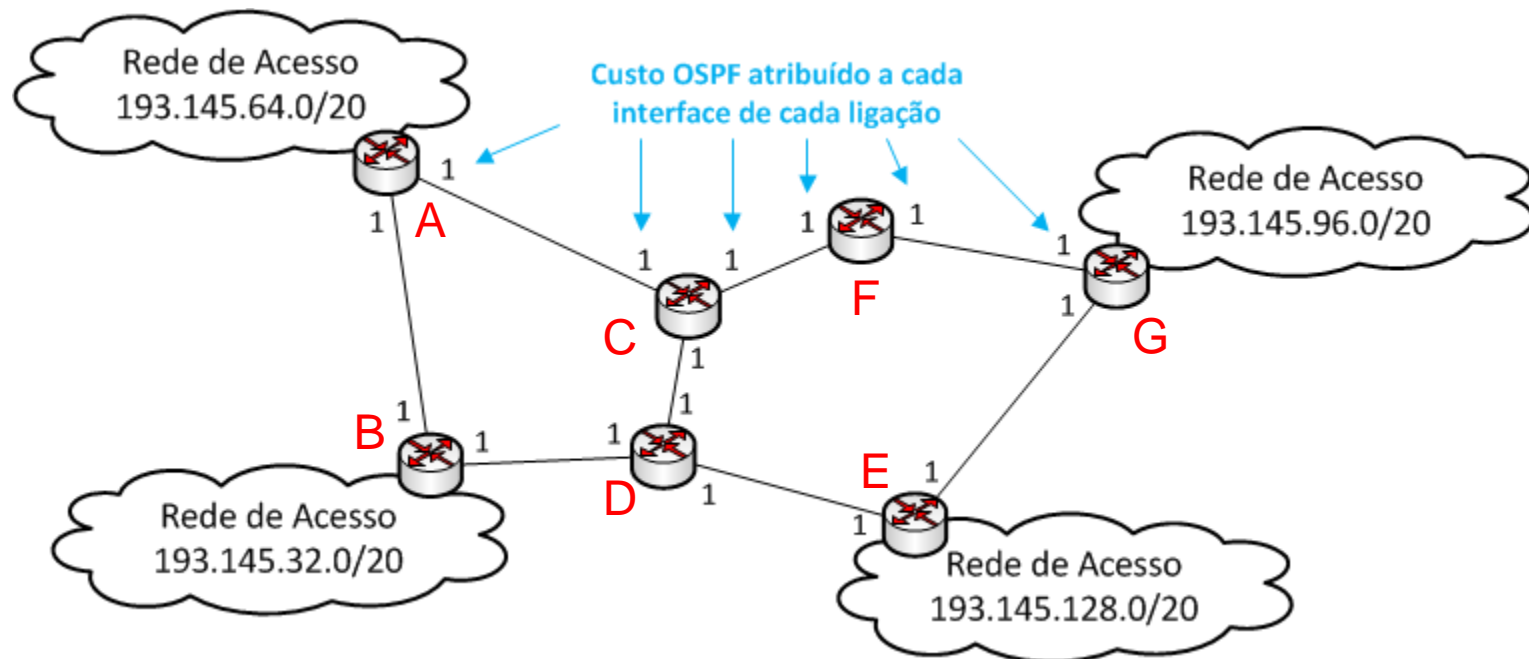 Rede de Acesso
193.145.64.0/20
Custo OSPF atribuído a cada
interface de cada ligação
Rede de Acesso
193.145.96.0/20
1
A
1
1
1
1
1
F
1
1
G
C
1
1
1
B
1
1
D
1
E
1
1
Rede de Acesso
193.145.32.0/20
Rede de Acesso
193.145.128.0/20